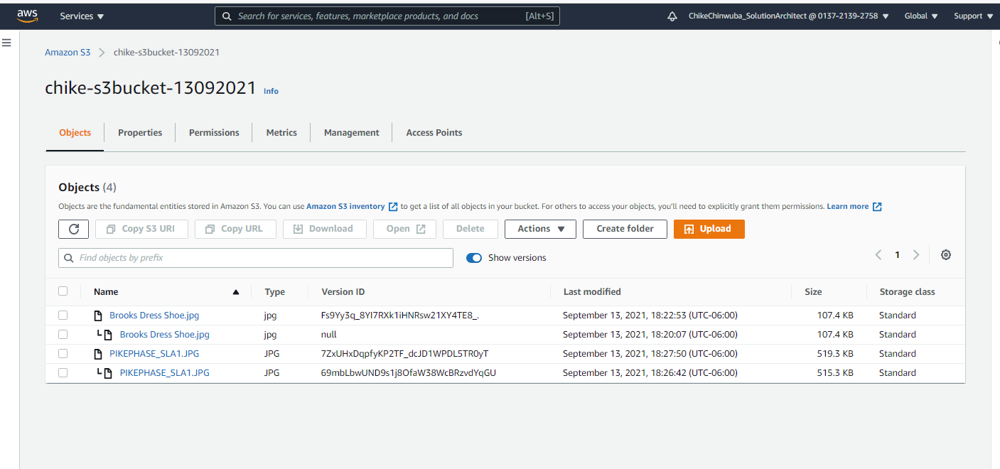 aws Services Search for services, features, marketplace products, and docs [Alt+S] ChikeChinwuba_SolutionArchitect @ 0137-2139-2758 Global Support
Amazon S3 chike-s3bucket-13092021
chike-s3bucket-13092021 Info
Objects Properties Permissions Metrics Management Access Points
Objects (4)
Objects are the fundamental entities stored in Amazon S3. You can use Amazon S3 inventory to get a list of all objects in your bucket. For others to access your objects, you'll need to explicitly grant them permissions. Learn more
Copy S3 URI Copy URL Download Open Delete Actions Create folder Upload
Find objects by prefix Show versions 1
Name Type Version ID Last modified Size Storage class
Brooks Dress Shoe.jpg jpg Fs9Yy3q_8YI7RXk1iHNRsw21XY4TE8_. September 13, 2021, 18:22:53 (UTC-06:00) 107.4 KB Standard
Brooks Dress Shoe.jpg jpg null September 13, 2021, 18:20:07 (UTC-06:00) 107.4 KB Standard
PIKEPHASE_SLA1.JPG JPG 7ZxUHxDqpfyKP2TF_dcJD1WPDL5TR0yT September 13, 2021, 18:27:50 (UTC-06:00) 519.3 KB Standard
PIKEPHASE_SLA1.JPG JPG 69mbLbwUND9s1j8OfaW38WcBRzvdYqGU September 13, 2021, 18:26:42 (UTC-06:00) 515.3 KB Standard